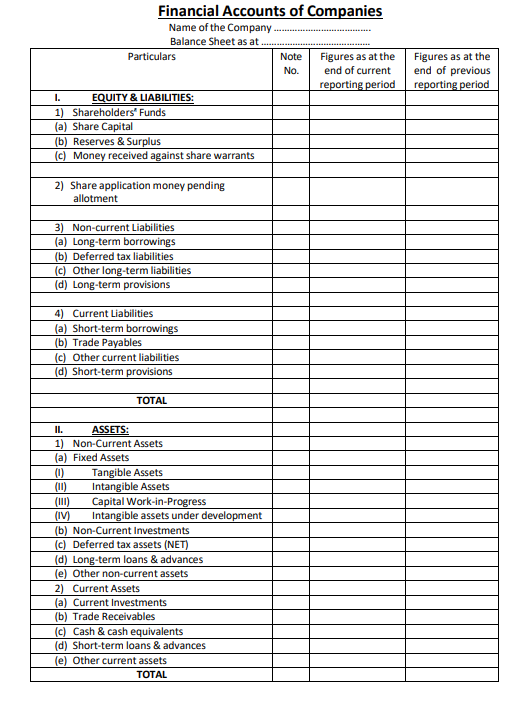 Financial Accounts of Companies
Name of the Company ...................................
Balance Sheet as at .......................................
Particulars
Note No.
Figures as at the end of current reporting period
Figures as at the end of previous reporting period
I. EQUITY & LIABILITIES:
1) Shareholders' Funds
(a) Share Capital
(b) Reserves & Surplus
(c) Money received against share warrants
2) Share application money pending
allotment
3) Non-current Liabilities
(a) Long-term borrowings
(b) Deferred tax liabilities
(c) Other long-term liabilities
(d) Long-term provisions
4) Current Liabilities
(a) Short-term borrowings
(b) Trade Payables
(c) Other current liabilities
(d) Short-term provisions
TOTAL
II. ASSETS:
1) Non-Current Assets
(a) Fixed Assets
(I) Tangible Assets
(II) Intangible Assets
(III) Capital Work-in-Progress
(IV) Intangible assets under development
(b) Non-Current Investments
(c) Deferred tax assets (NET)
(d) Long-term loans & advances
(e) Other non-current assets
2) Current Assets
(a) Current Investments
(b) Trade Receivables
(c) Cash & cash equivalents
(d) Short-term loans & advances
(e) Other current assets
TOTAL